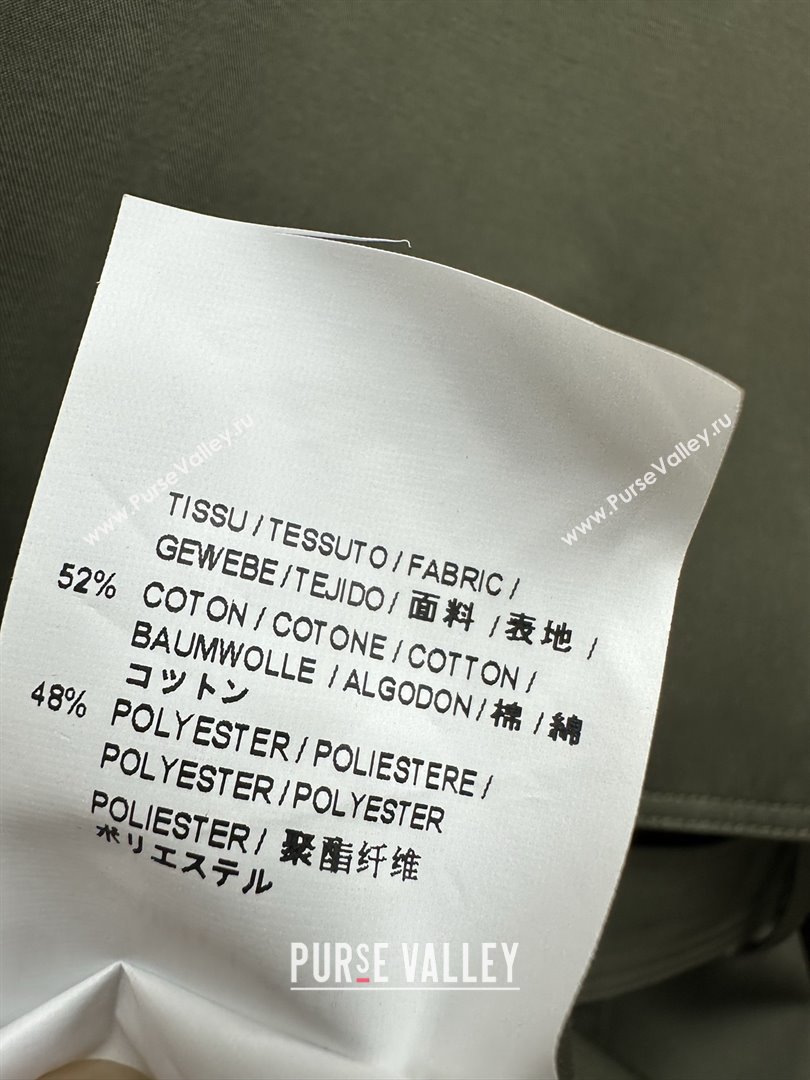 TISSU / TESSUTO / FABRIC /
GEWEBE / TEJIDO / 面料 / 表地 /
52% COTON / COTONE / COTTON /
BAUMWOLLE / ALGODON / 棉 / 綿
コツトン
48% POLYESTER / POLIESTERE /
POLYESTER / POLYESTER
POLIESTER / 聚酯纤维
ポリエステル
www.PurseValley.ru
www.PurseValley.ru
PURSE VALLEY